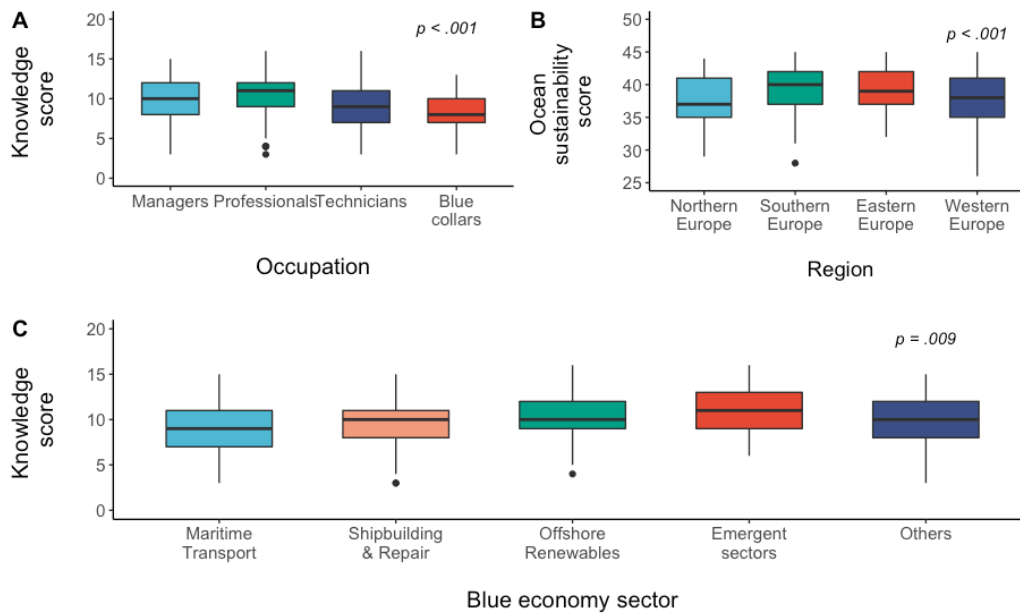 A
Knowledge
score
20
15
10
5
0
p < .001
Managers
Professionals
Technicians
Blue
collars
Occupation
B
Ocean
sustainability
score
50
45
40
35
30
25
p < .001
Northern
Europe
Southern
Europe
Eastern
Europe
Western
Europe
Region
C
Knowledge
score
20
15
10
5
0
p = .009
Maritime
Transport
Shipbuilding
& Repair
Offshore
Renewables
Emergent
sectors
Others
Blue economy sector